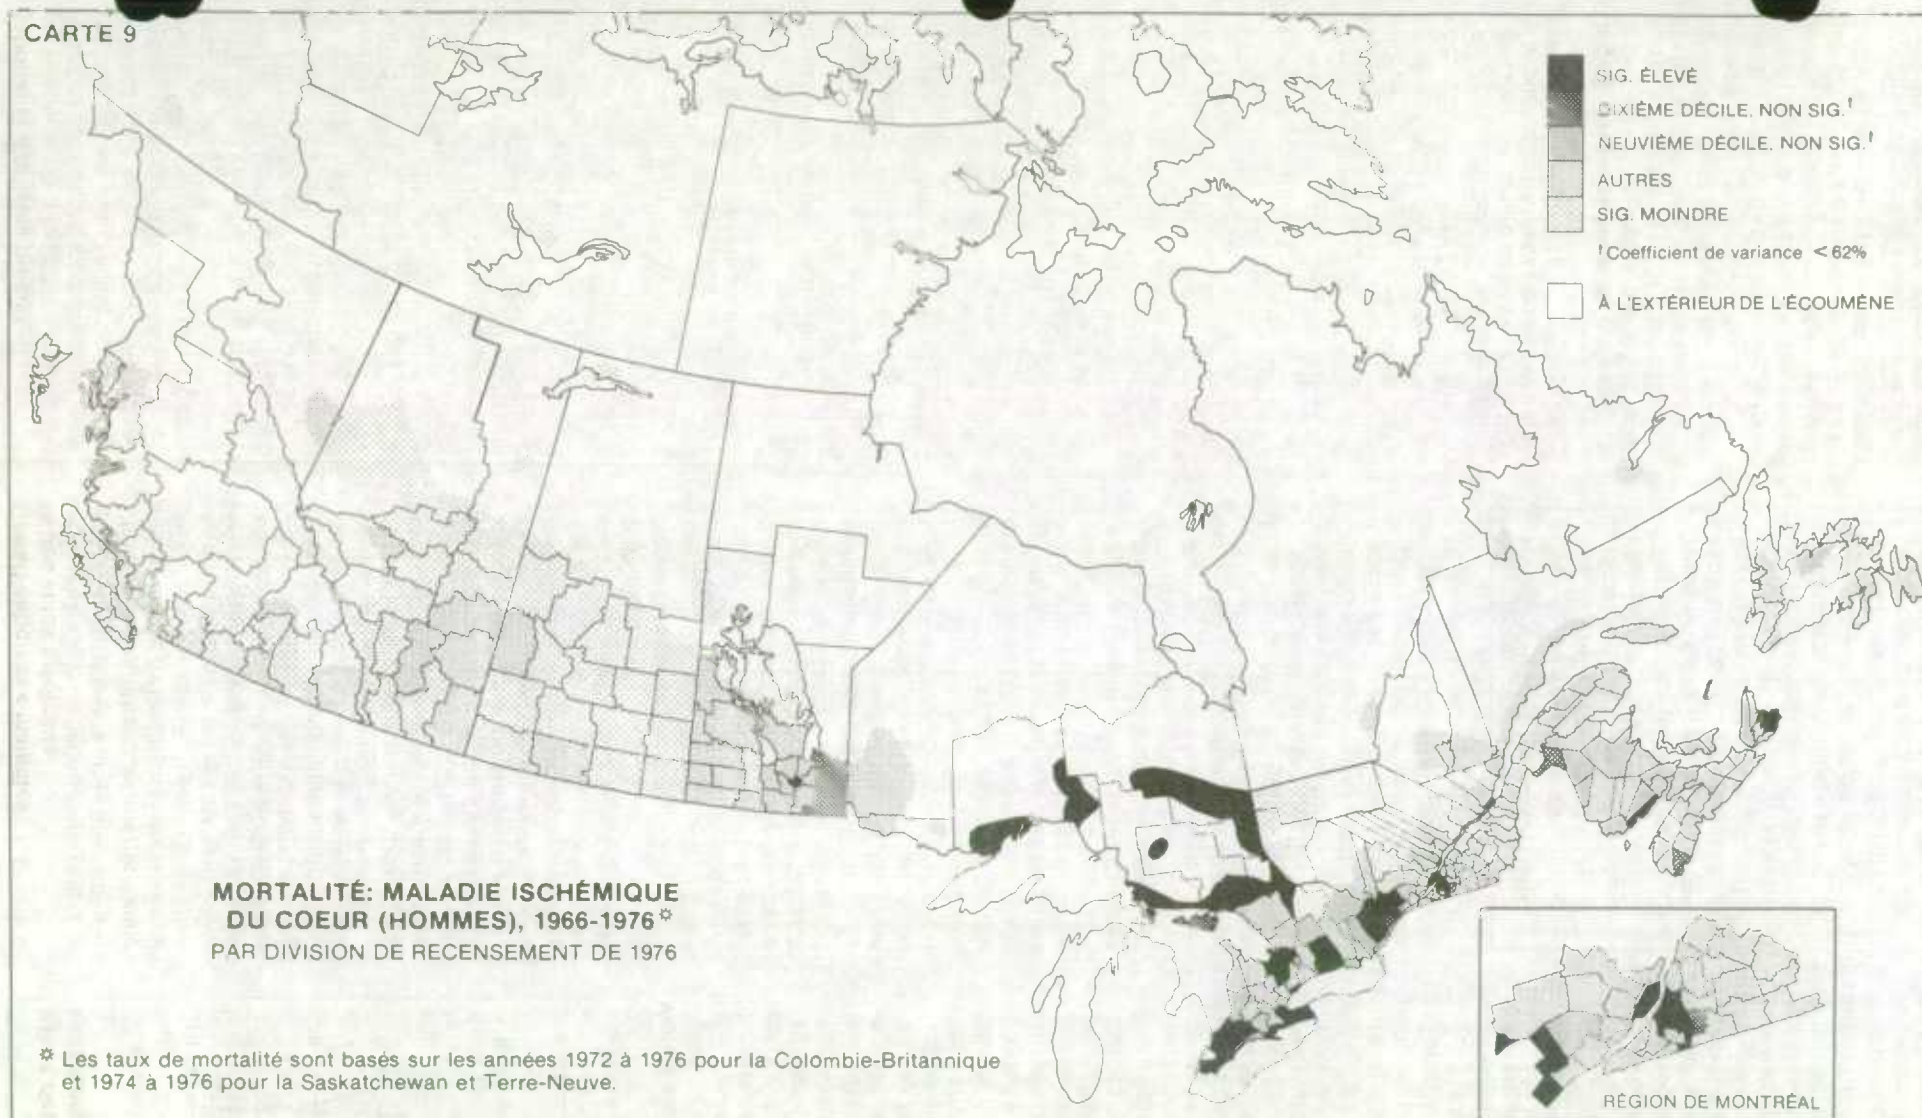 CARTE 9
SIG. ÉLEVÉ
DIXIÈME DÉCILE, NON SIG.†
NEUVIÈME DÉCILE, NON SIG.†
AUTRES
SIG. MOINDRE
†Coefficient de variance < 62%
À L'EXTÉRIEUR DE L'ÉCOUMÈNE
MORTALITÉ: MALADIE ISCHÉMIQUE
DU COEUR (HOMMES), 1966-1976☼
PAR DIVISION DE RECENSEMENT DE 1976
☼ Les taux de mortalité sont basés sur les années 1972 à 1976 pour la Colombie-Britannique
et 1974 à 1976 pour la Saskatchewan et Terre-Neuve.
RÉGION DE MONTRÉAL